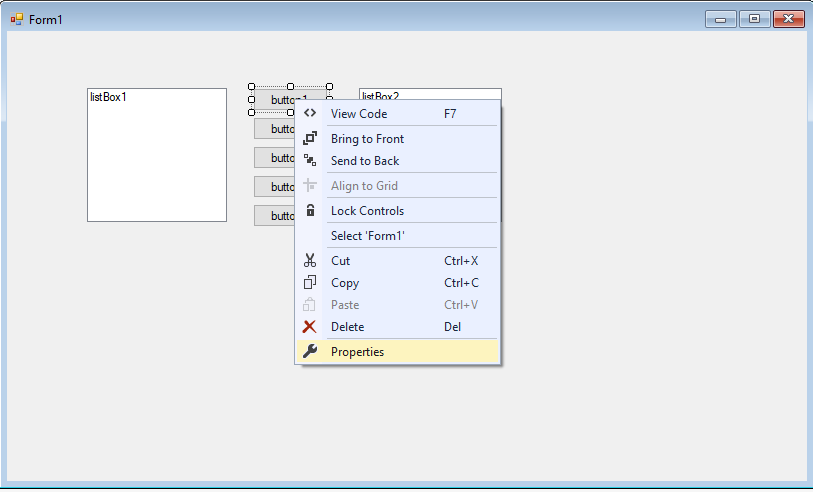 Form1
listBox1
button1
listBox2
butto
butto
butto
butto
View Code F7
Bring to Front
Send to Back
Align to Grid
Lock Controls
Select 'Form1'
Cut Ctrl+X
Copy Ctrl+C
Paste Ctrl+V
Delete Del
Properties